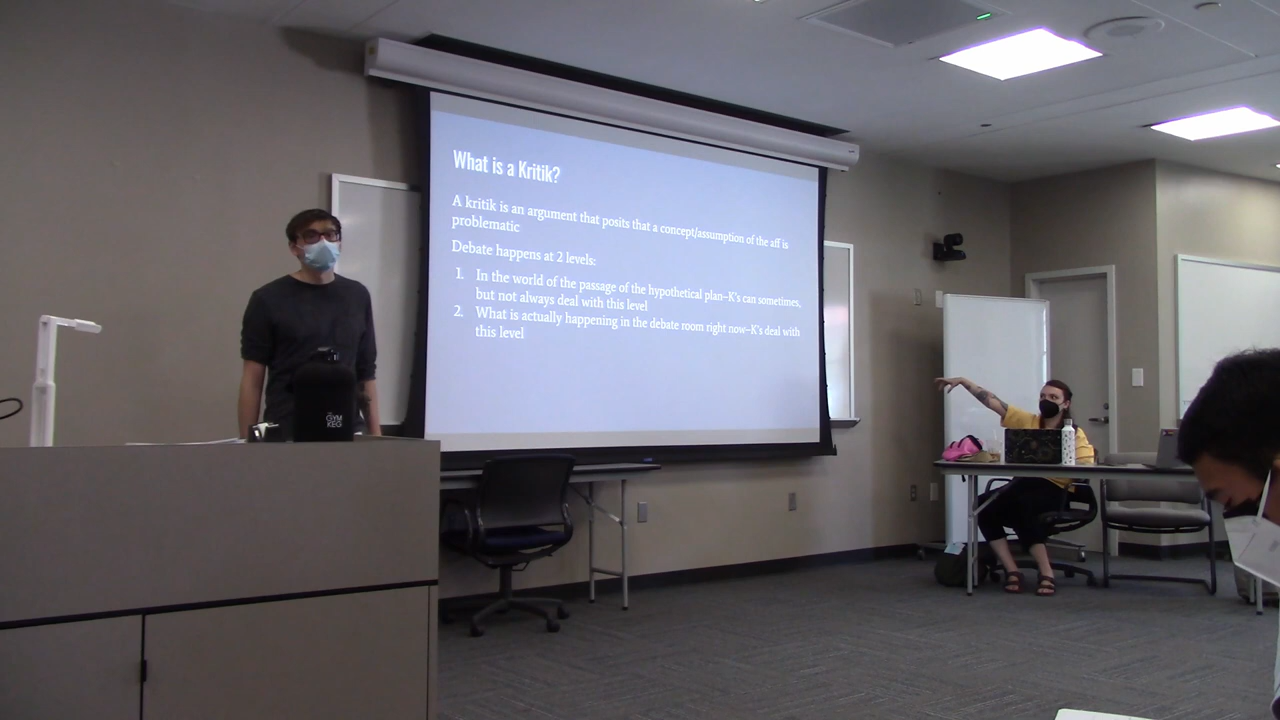 What is a Kritik?
A kritik is an argument that posits that a concept/assumption of the aff is
problematic
Debate happens at 2 levels:
1. In the world of the passage of the hypothetical plan–K's can sometimes,
but not always deal with this level
2. What is actually happening in the debate room right now–K's deal with
this level
GYM
KEG